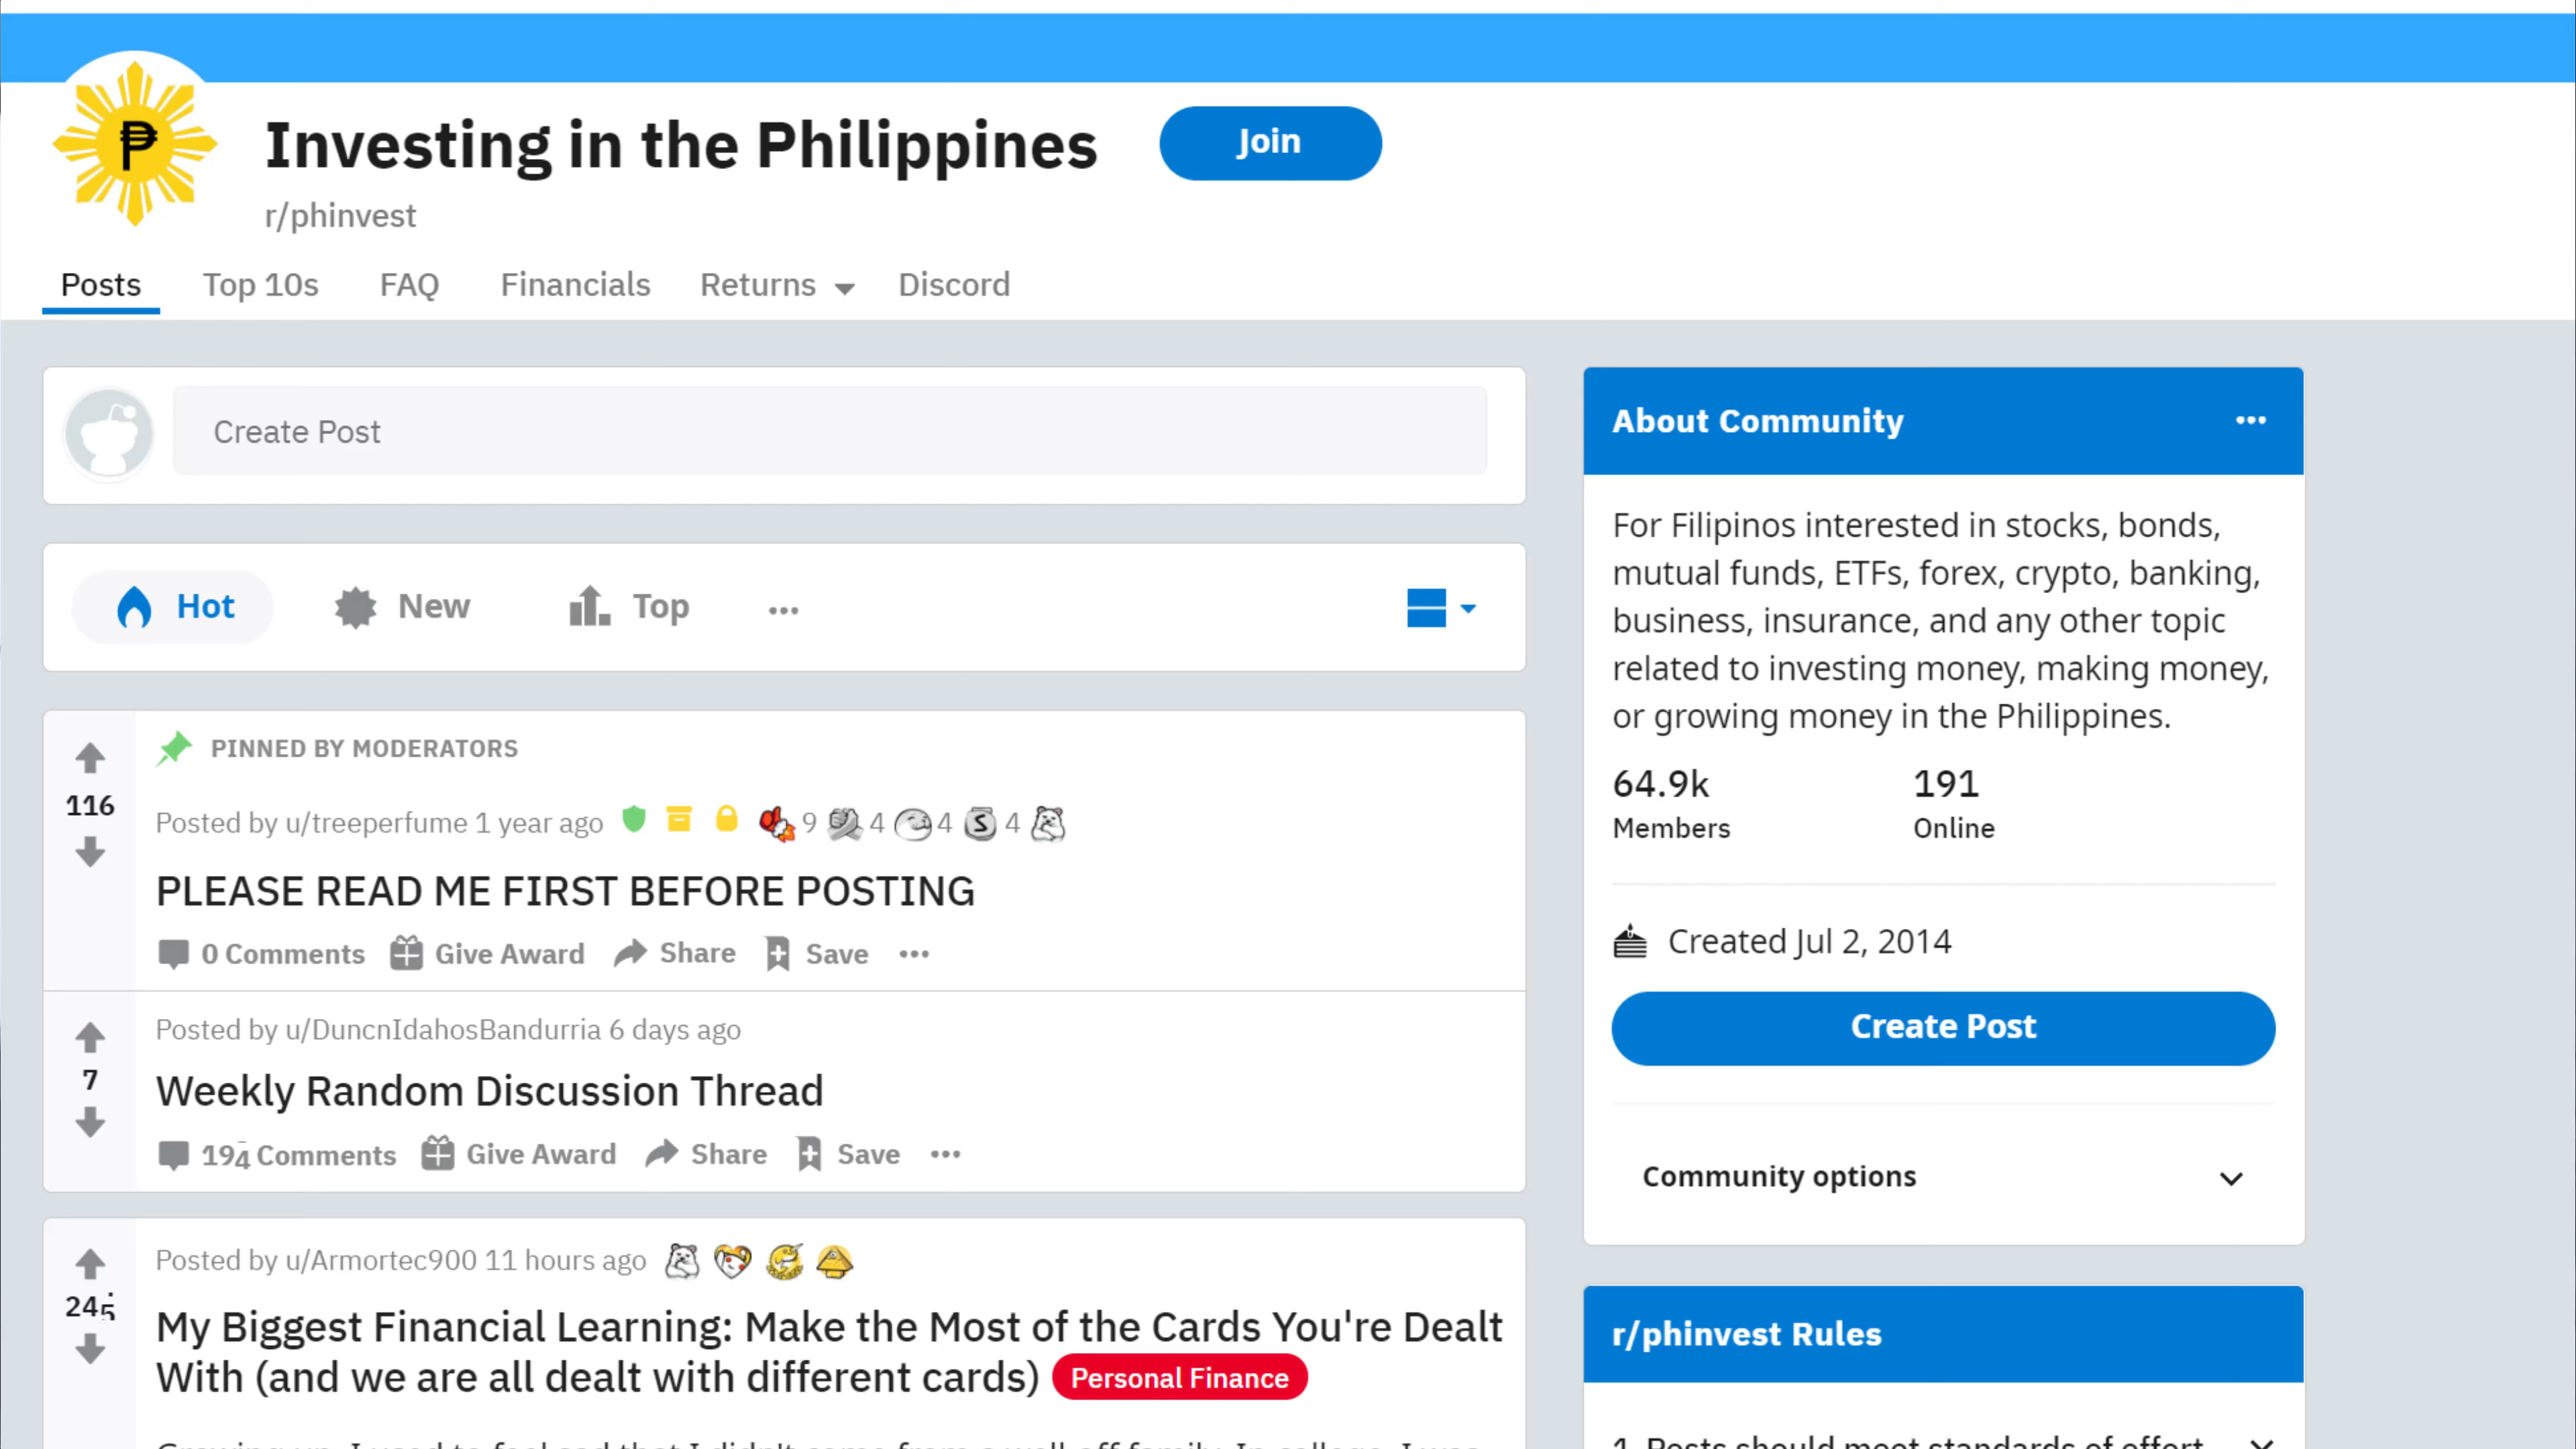 ₱
Investing in the Philippines
Join
r/phinvest
Posts Top 10s FAQ Financials Returns Discord
Create Post
Hot New Top ...
PINNED BY MODERATORS
116
Posted by u/treeperfume 1 year ago 9 4 4 S 4
PLEASE READ ME FIRST BEFORE POSTING
0 Comments Give Award Share Save ...
Posted by u/DuncnIdahosBandurria 6 days ago
7
Weekly Random Discussion Thread
Comments Give Award Share Save ...
Posted by u/Armortec900 11 hours ago
My Biggest Financial Learning: Make the Most of the Cards You're Dealt
With (and we are all dealt with different cards) Personal Finance
About Community ...
For Filipinos interested in stocks, bonds,
mutual funds, ETFs, forex, crypto, banking,
business, insurance, and any other topic
related to investing money, making money,
or growing money in the Philippines.
64.9k 191
Members Online
Created Jul 2, 2014
Create Post
Community options
r/phinvest Rules
1. Posts should meet standards of effort